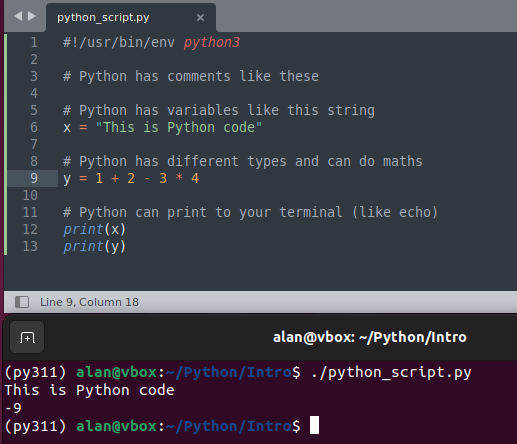 python_script.py ×
1 #!/usr/bin/env python3
2
3 # Python has comments like these
4
5 # Python has variables like this string
6 x = "This is Python code"
7
8 # Python has different types and can do maths
9 y = 1 + 2 - 3 * 4
10
11 # Python can print to your terminal (like echo)
12 print(x)
13 print(y)
Line 9, Column 18
alan@vbox: ~/Python/Intro
(py311) alan@vbox:~/Python/Intro$ ./python_script.py
This is Python code
-9
(py311) alan@vbox:~/Python/Intro$